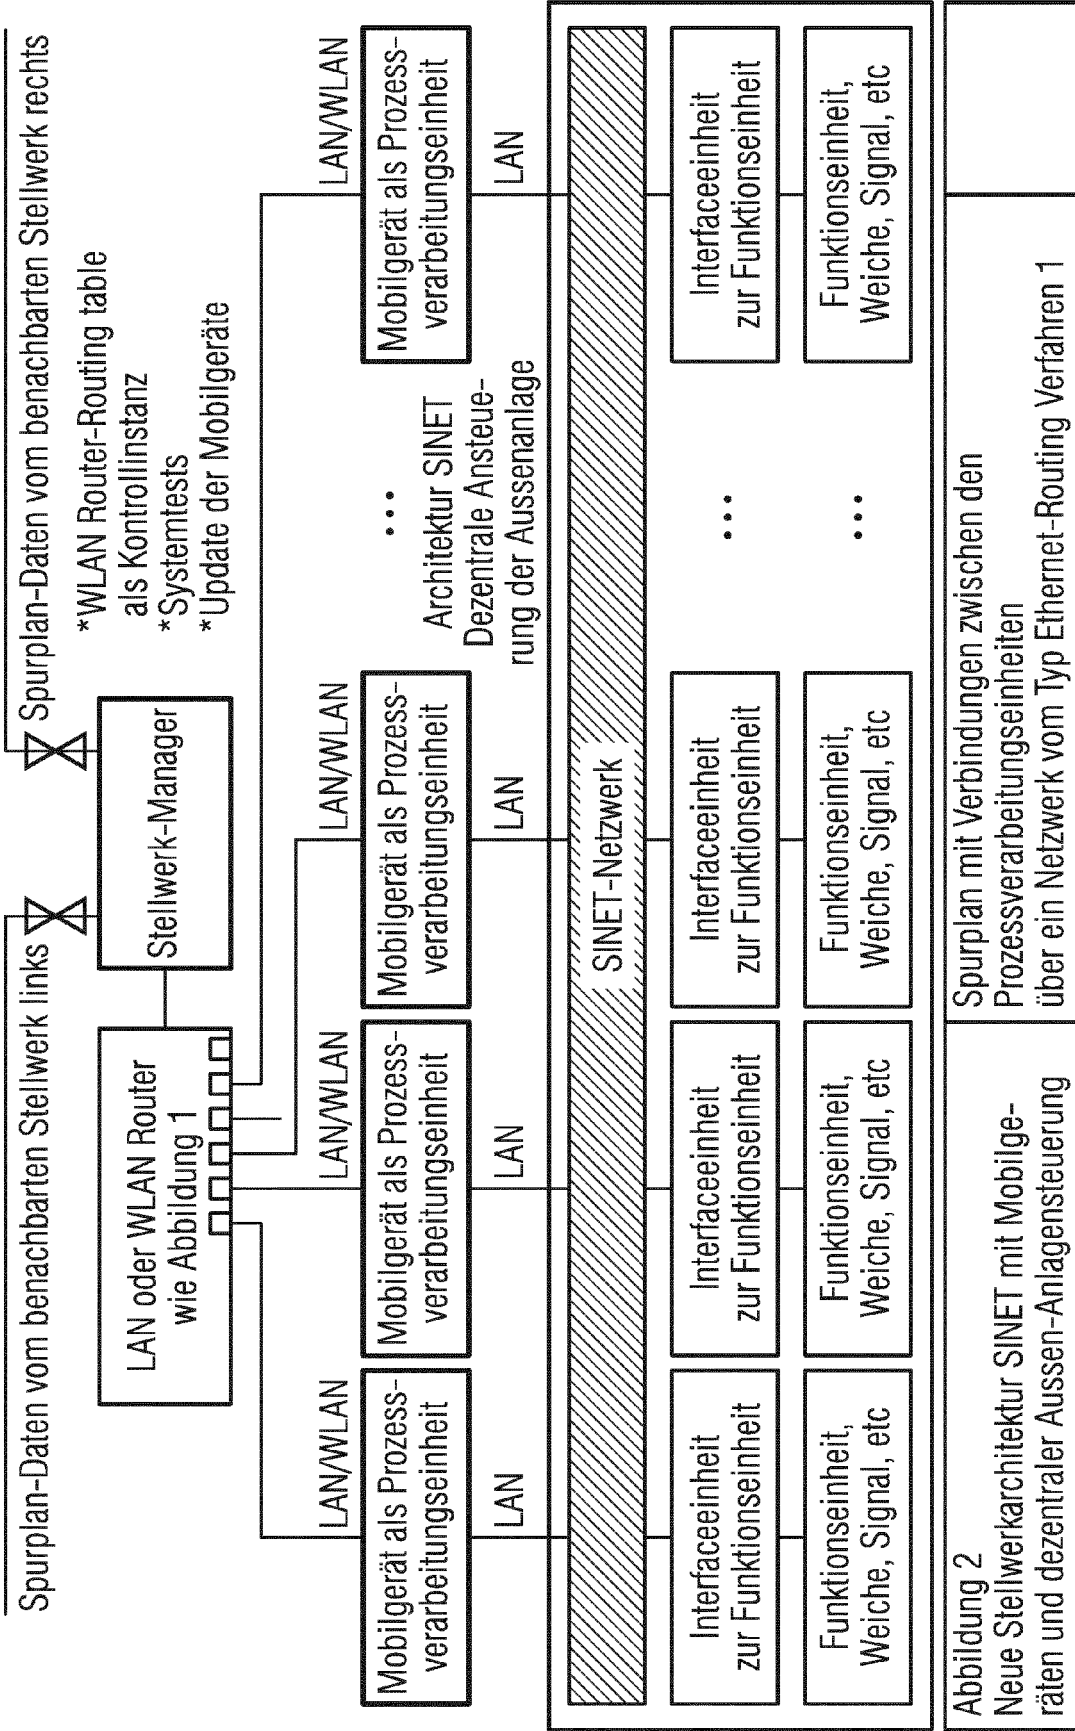 Spurplan-Daten vom benachbarten Stellwerk links
Spurplan-Daten vom benachbarten Stellwerk rechts
LAN oder WLAN Router
wie Abbildung 1
Stellwerk-Manager
*WLAN Router-Routing table
als Kontrollinstanz
*Systemtests
*Update der Mobilgeräte
LAN/WLAN
LAN/WLAN
LAN/WLAN
LAN/WLAN
Mobilgerät als Prozess-
verarbeitungseinheit
Mobilgerät als Prozess-
verarbeitungseinheit
Mobilgerät als Prozess-
verarbeitungseinheit
...
Mobilgerät als Prozess-
verarbeitungseinheit
Architektur SINET
Dezentrale Ansteue-
rung der Aussenanlage
LAN
LAN
LAN
LAN
SINET-Netzwerk
Interfaceeinheit
zur Funktionseinheit
Interfaceeinheit
zur Funktionseinheit
Interfaceeinheit
zur Funktionseinheit
...
Interfaceeinheit
zur Funktionseinheit
Funktionseinheit,
Weiche, Signal, etc
Funktionseinheit,
Weiche, Signal, etc
Funktionseinheit,
Weiche, Signal, etc
...
Funktionseinheit,
Weiche, Signal, etc
Abbildung 2
Neue Stellwerkarchitektur SINET mit Mobilge-
räten und dezentraler Aussen-Anlagensteuerung
Spurplan mit Verbindungen zwischen den
Prozessverarbeitungseinheiten
über ein Netzwerk vom Typ Ethernet-Routing Verfahren 1